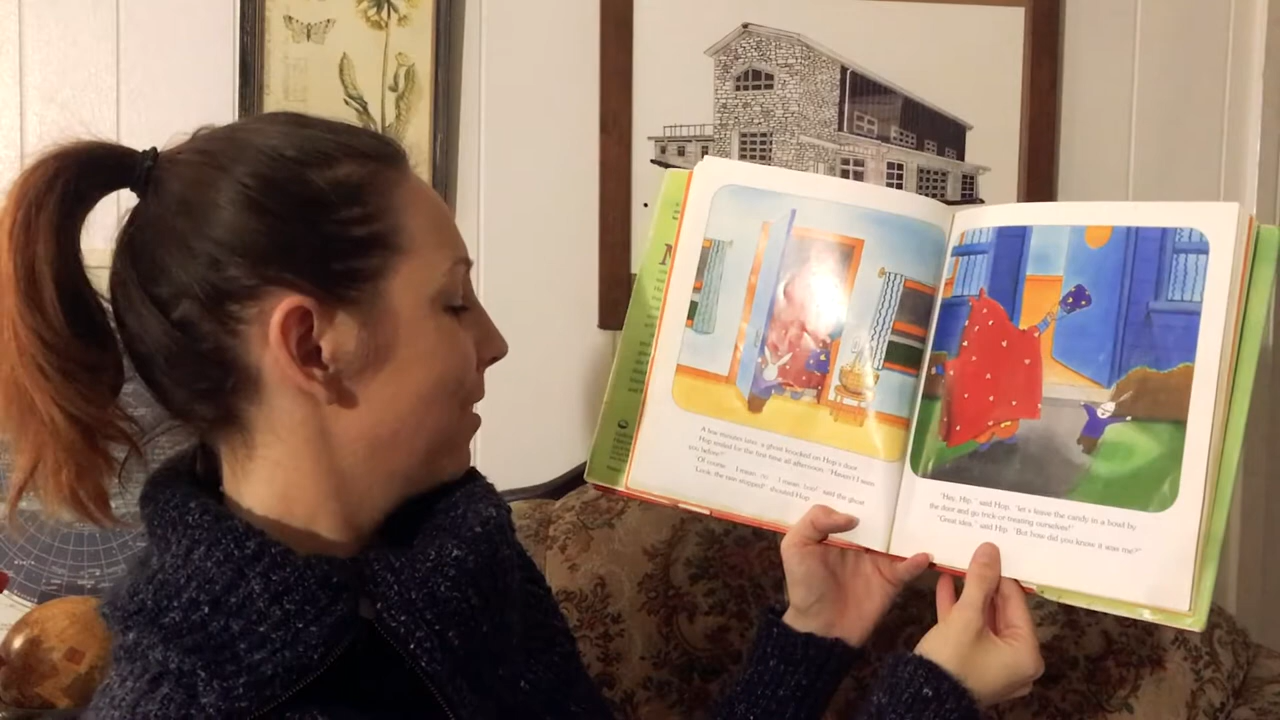 A few minutes later, a ghost knocked on Hop's door.
Hop smiled for the first time all afternoon. "Haven't I seen
you before?"
"Of course. . . I mean, no. . . I mean, boo!" said the ghost.
"Look, the rain stopped!" shouted Hop.
"Hey, Hip," said Hop, "let's leave the candy in a bowl by
the door and go trick-or-treating ourselves!"
"Great idea," said Hip. "But how did you know it was me?"